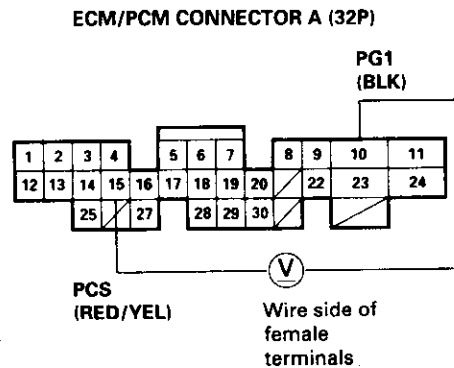 ECM/PCM CONNECTOR A (32P)
PG1
(BLK)
1 2 3 4 5 6 7 8 9 10 11
12 13 14 15 16 17 18 19 20 22 23 24
25 27 28 29 30
V
PCS
(RED/YEL)
Wire side of
female
terminals